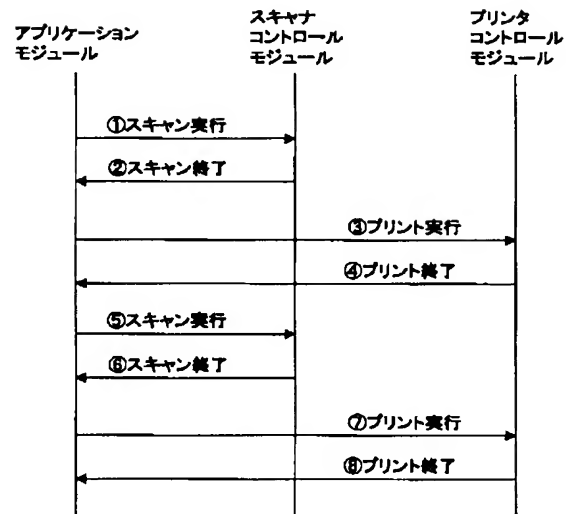 アプリケーション
モジュール
スキャナ
コントロール
モジュール
プリンタ
コントロール
モジュール
①スキャン実行
②スキャン終了
③プリント実行
④プリント終了
⑤スキャン実行
⑥スキャン終了
⑦プリント実行
⑧プリント終了